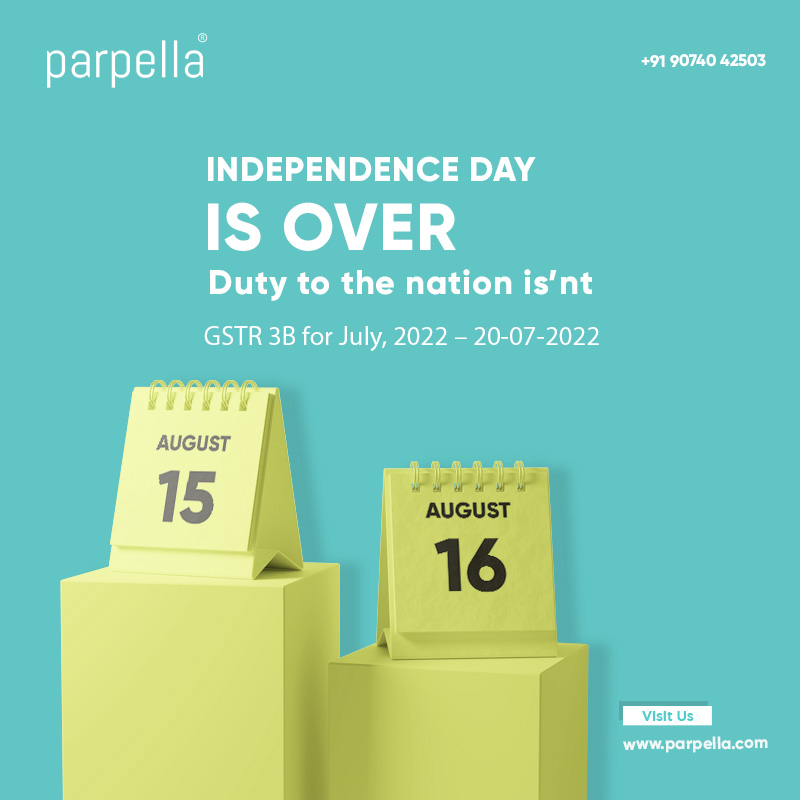 parpella®
+91 90740 42503
INDEPENDENCE DAY
IS OVER
Duty to the nation is’nt
GSTR 3B for July, 2022 – 20-07-2022
AUGUST
15
AUGUST
16
Visit Us
www.parpella.com